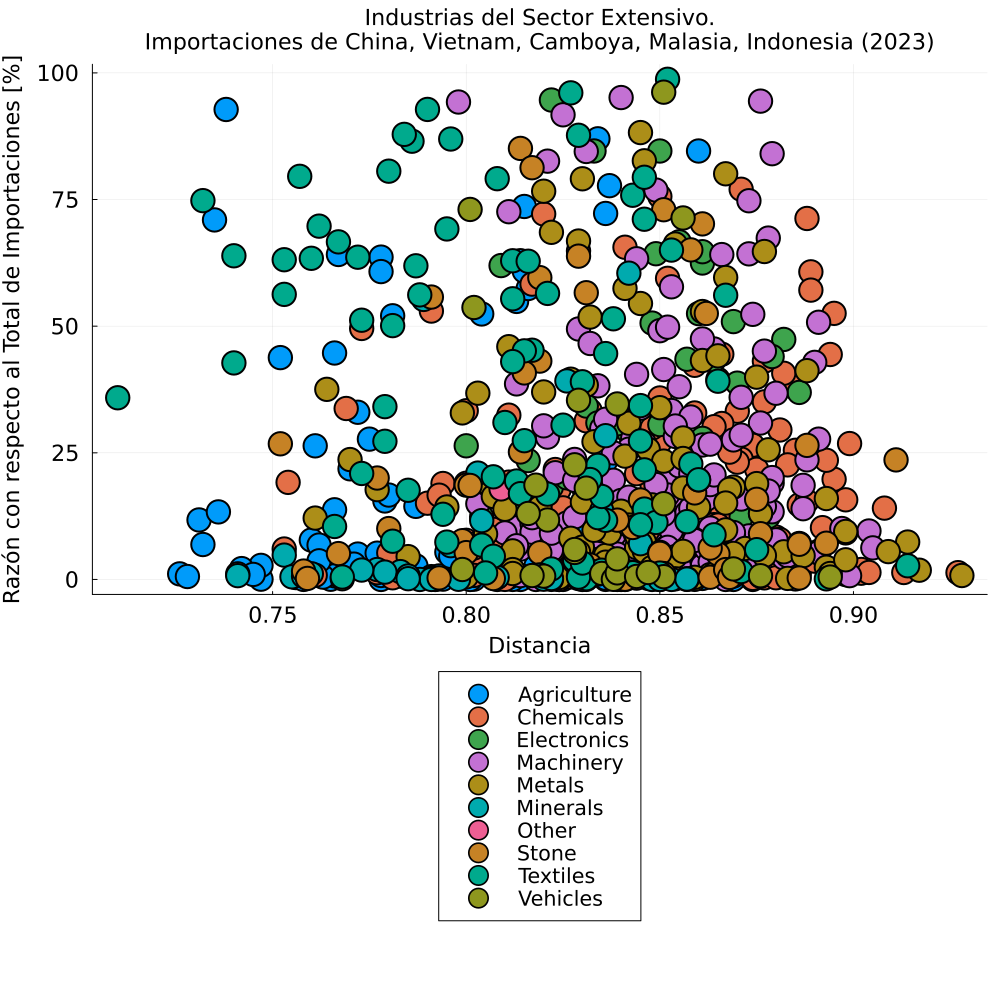 Industrias del Sector Extensivo.
Importaciones de China, Vietnam, Camboya, Malasia, Indonesia (2023)
Razón con respecto al Total de Importaciones [%]
100
75
50
25
0
0.75 0.80 0.85 0.90
Distancia
Agriculture
Chemicals
Electronics
Machinery
Metals
Minerals
Other
Stone
Textiles
Vehicles